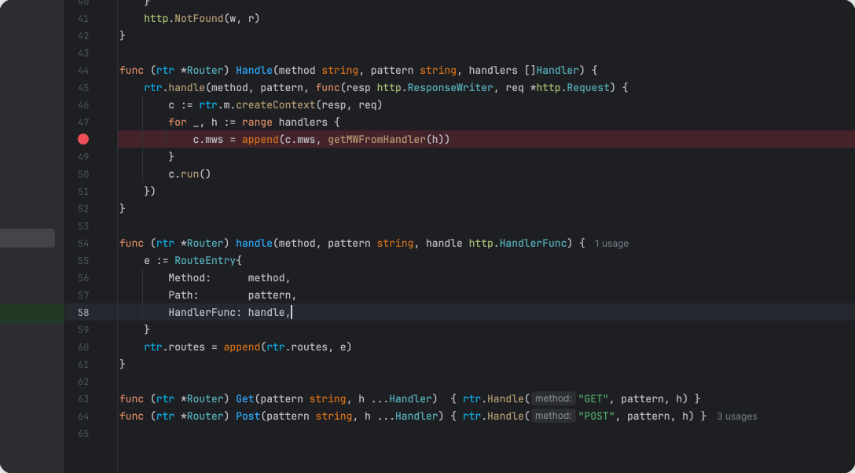 40 }
41 http.NotFound(w, r)
42 }
43
44 func (rtr *Router) Handle(method string, pattern string, handlers []Handler) {
45 rtr.handle(method, pattern, func(resp http.ResponseWriter, req *http.Request) {
46 c := rtr.m.createContext(resp, req)
47 for _, h := range handlers {
c.mws = append(c.mws, getMWFromHandler(h))
49 }
50 c.run()
51 })
52 }
53
54 func (rtr *Router) handle(method, pattern string, handle http.HandlerFunc) { 1 usage
55 e := RouteEntry{
56 Method: method,
57 Path: pattern,
58 HandlerFunc: handle,
59 }
60 rtr.routes = append(rtr.routes, e)
61 }
62
63 func (rtr *Router) Get(pattern string, h ...Handler) { rtr.Handle( method: "GET", pattern, h) }
64 func (rtr *Router) Post(pattern string, h ...Handler) { rtr.Handle( method: "POST", pattern, h) } 3 usages
65